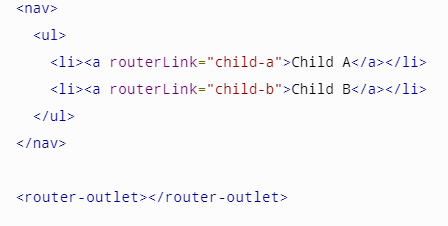 <nav>
  <ul>
    <li><a routerLink="child-a">Child A</a></li>
    <li><a routerLink="child-b">Child B</a></li>
  </ul>
</nav>
<router-outlet></router-outlet>